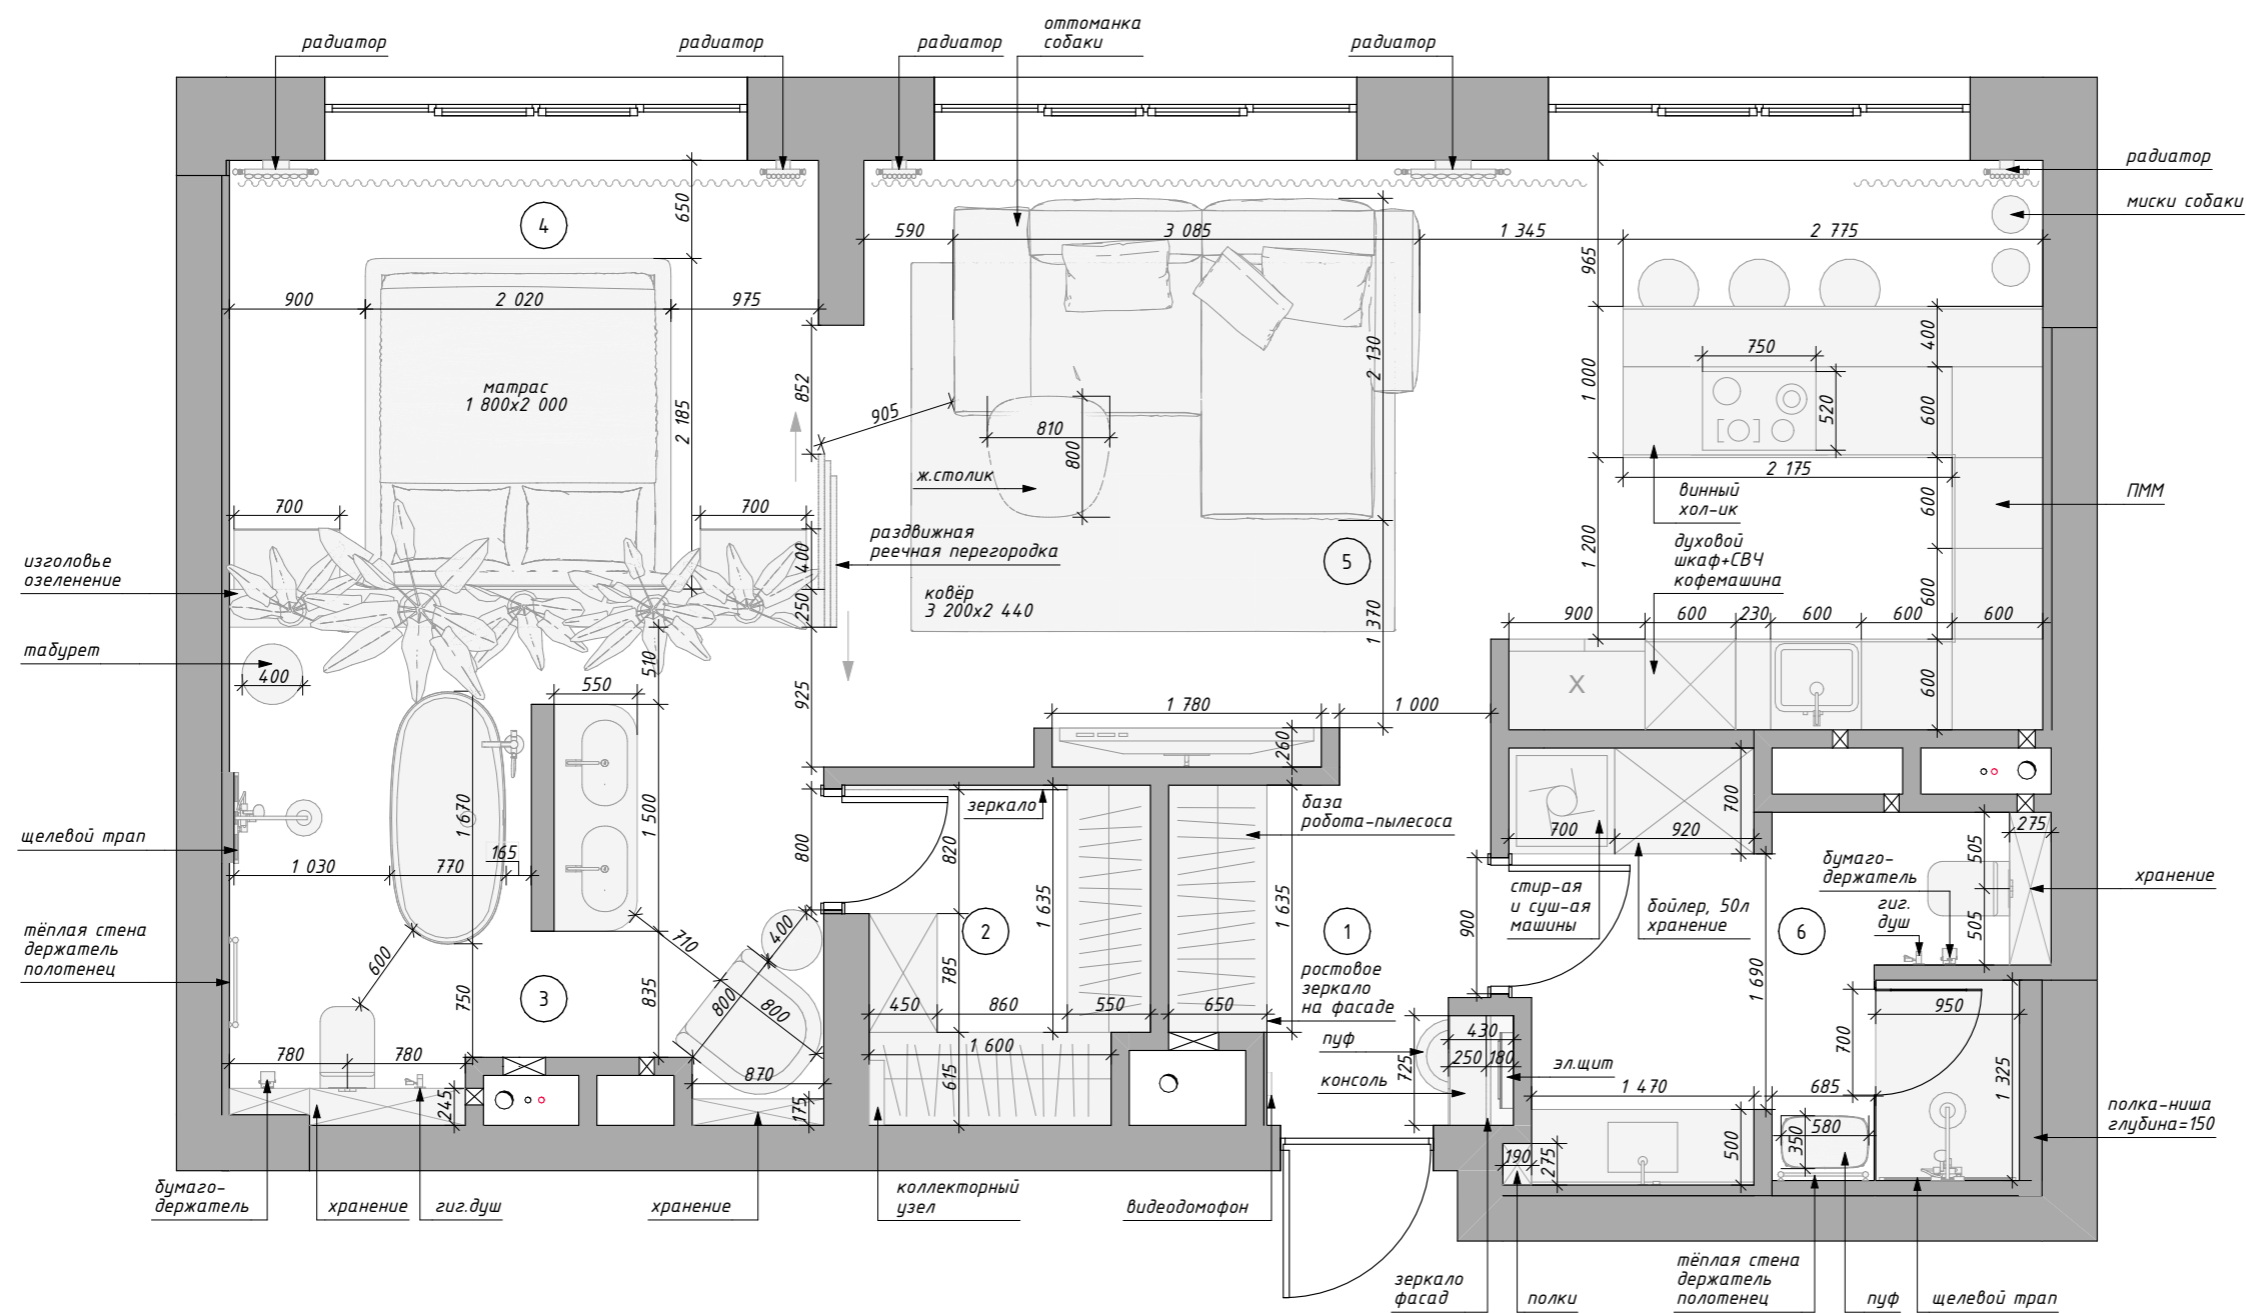 оттоманка
собаки
радиатор
радиатор
радиатор
радиатор
радиатор
миски собаки
4
650
590
3 085
1 345
2 775
965
900
2 020
975
матрас
1 800х2 000
2 185
852
905
810
800
2 130
1 000
750
520
400
600
2 175
ж.столик
винный
хол-ик
ПММ
600
700
700
400
раздвижная
реечная перегородка
духовой
шкаф+СВЧ
кофемашина
5
1 200
600
изголовье
озеленение
250
ковёр
3 200х2 440
1 370
900
600
230
600
600
600
табурет
400
510
550
925
1 780
1 000
X
600
260
1 670
1 500
зеркало
база
робота-пылесоса
700
700
920
275
щелевой трап
1 030
770
165
800
820
1 635
1 635
900
стир-ая
и суш-ая
машины
бойлер, 50л
хранение
бумаго-
держатель
гиг.
душ
505
505
хранение
тёплая стена
держатель
полотенец
600
750
3
835
710
400
800
800
2
785
450
860
550
650
1
ростовое
зеркало
на фасаде
6
1 690
950
700
1 325
780
780
870
1 600
615
пуф
консоль
725
430
250
180
эл.щит
1 470
685
580
350
полка-ниша
глубина=150
245
175
500
190
275
бумаго-
держатель
хранение
гиг.душ
хранение
коллекторный
узел
видеодомофон
зеркало
фасад
полки
тёплая стена
держатель
полотенец
пуф
щелевой трап